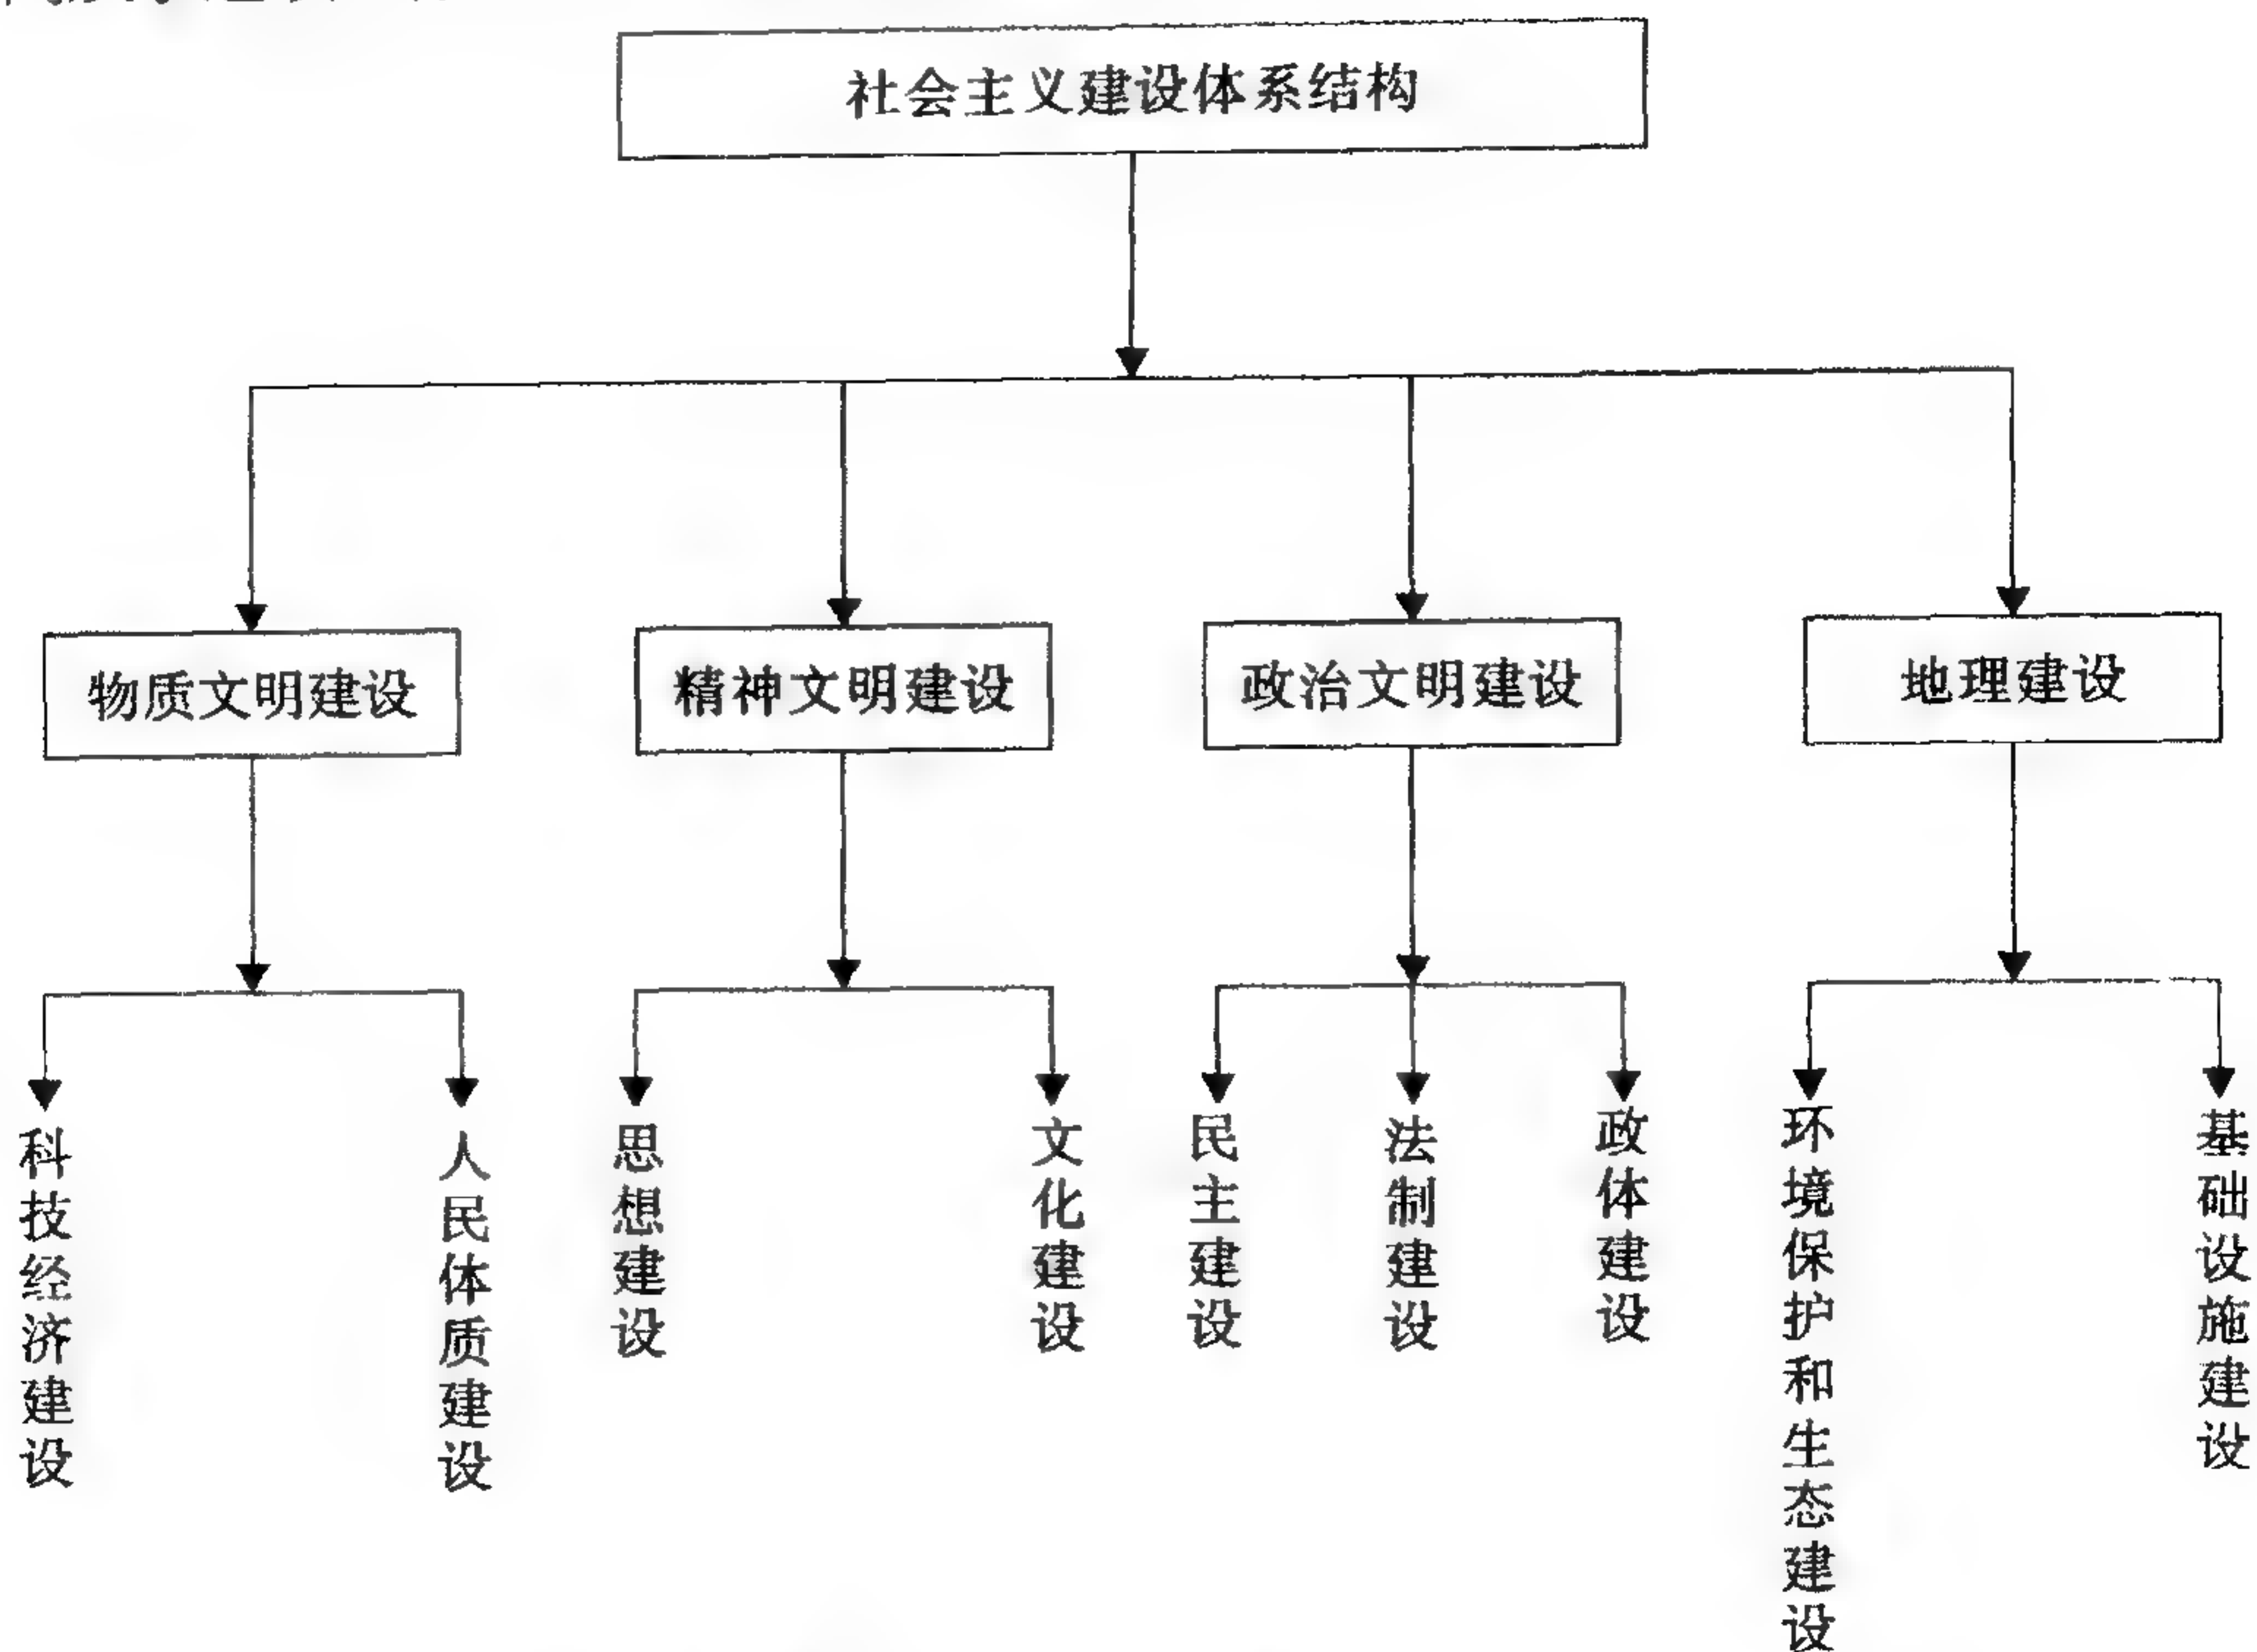 社会主义建设体系结构
物质文明建设
精神文明建设
政治文明建设
地理建设
科技经济建设
人民体质建设
思想建设
文化建设
民主建设
法制建设
政体建设
环境保护和生态建设
基础设施建设